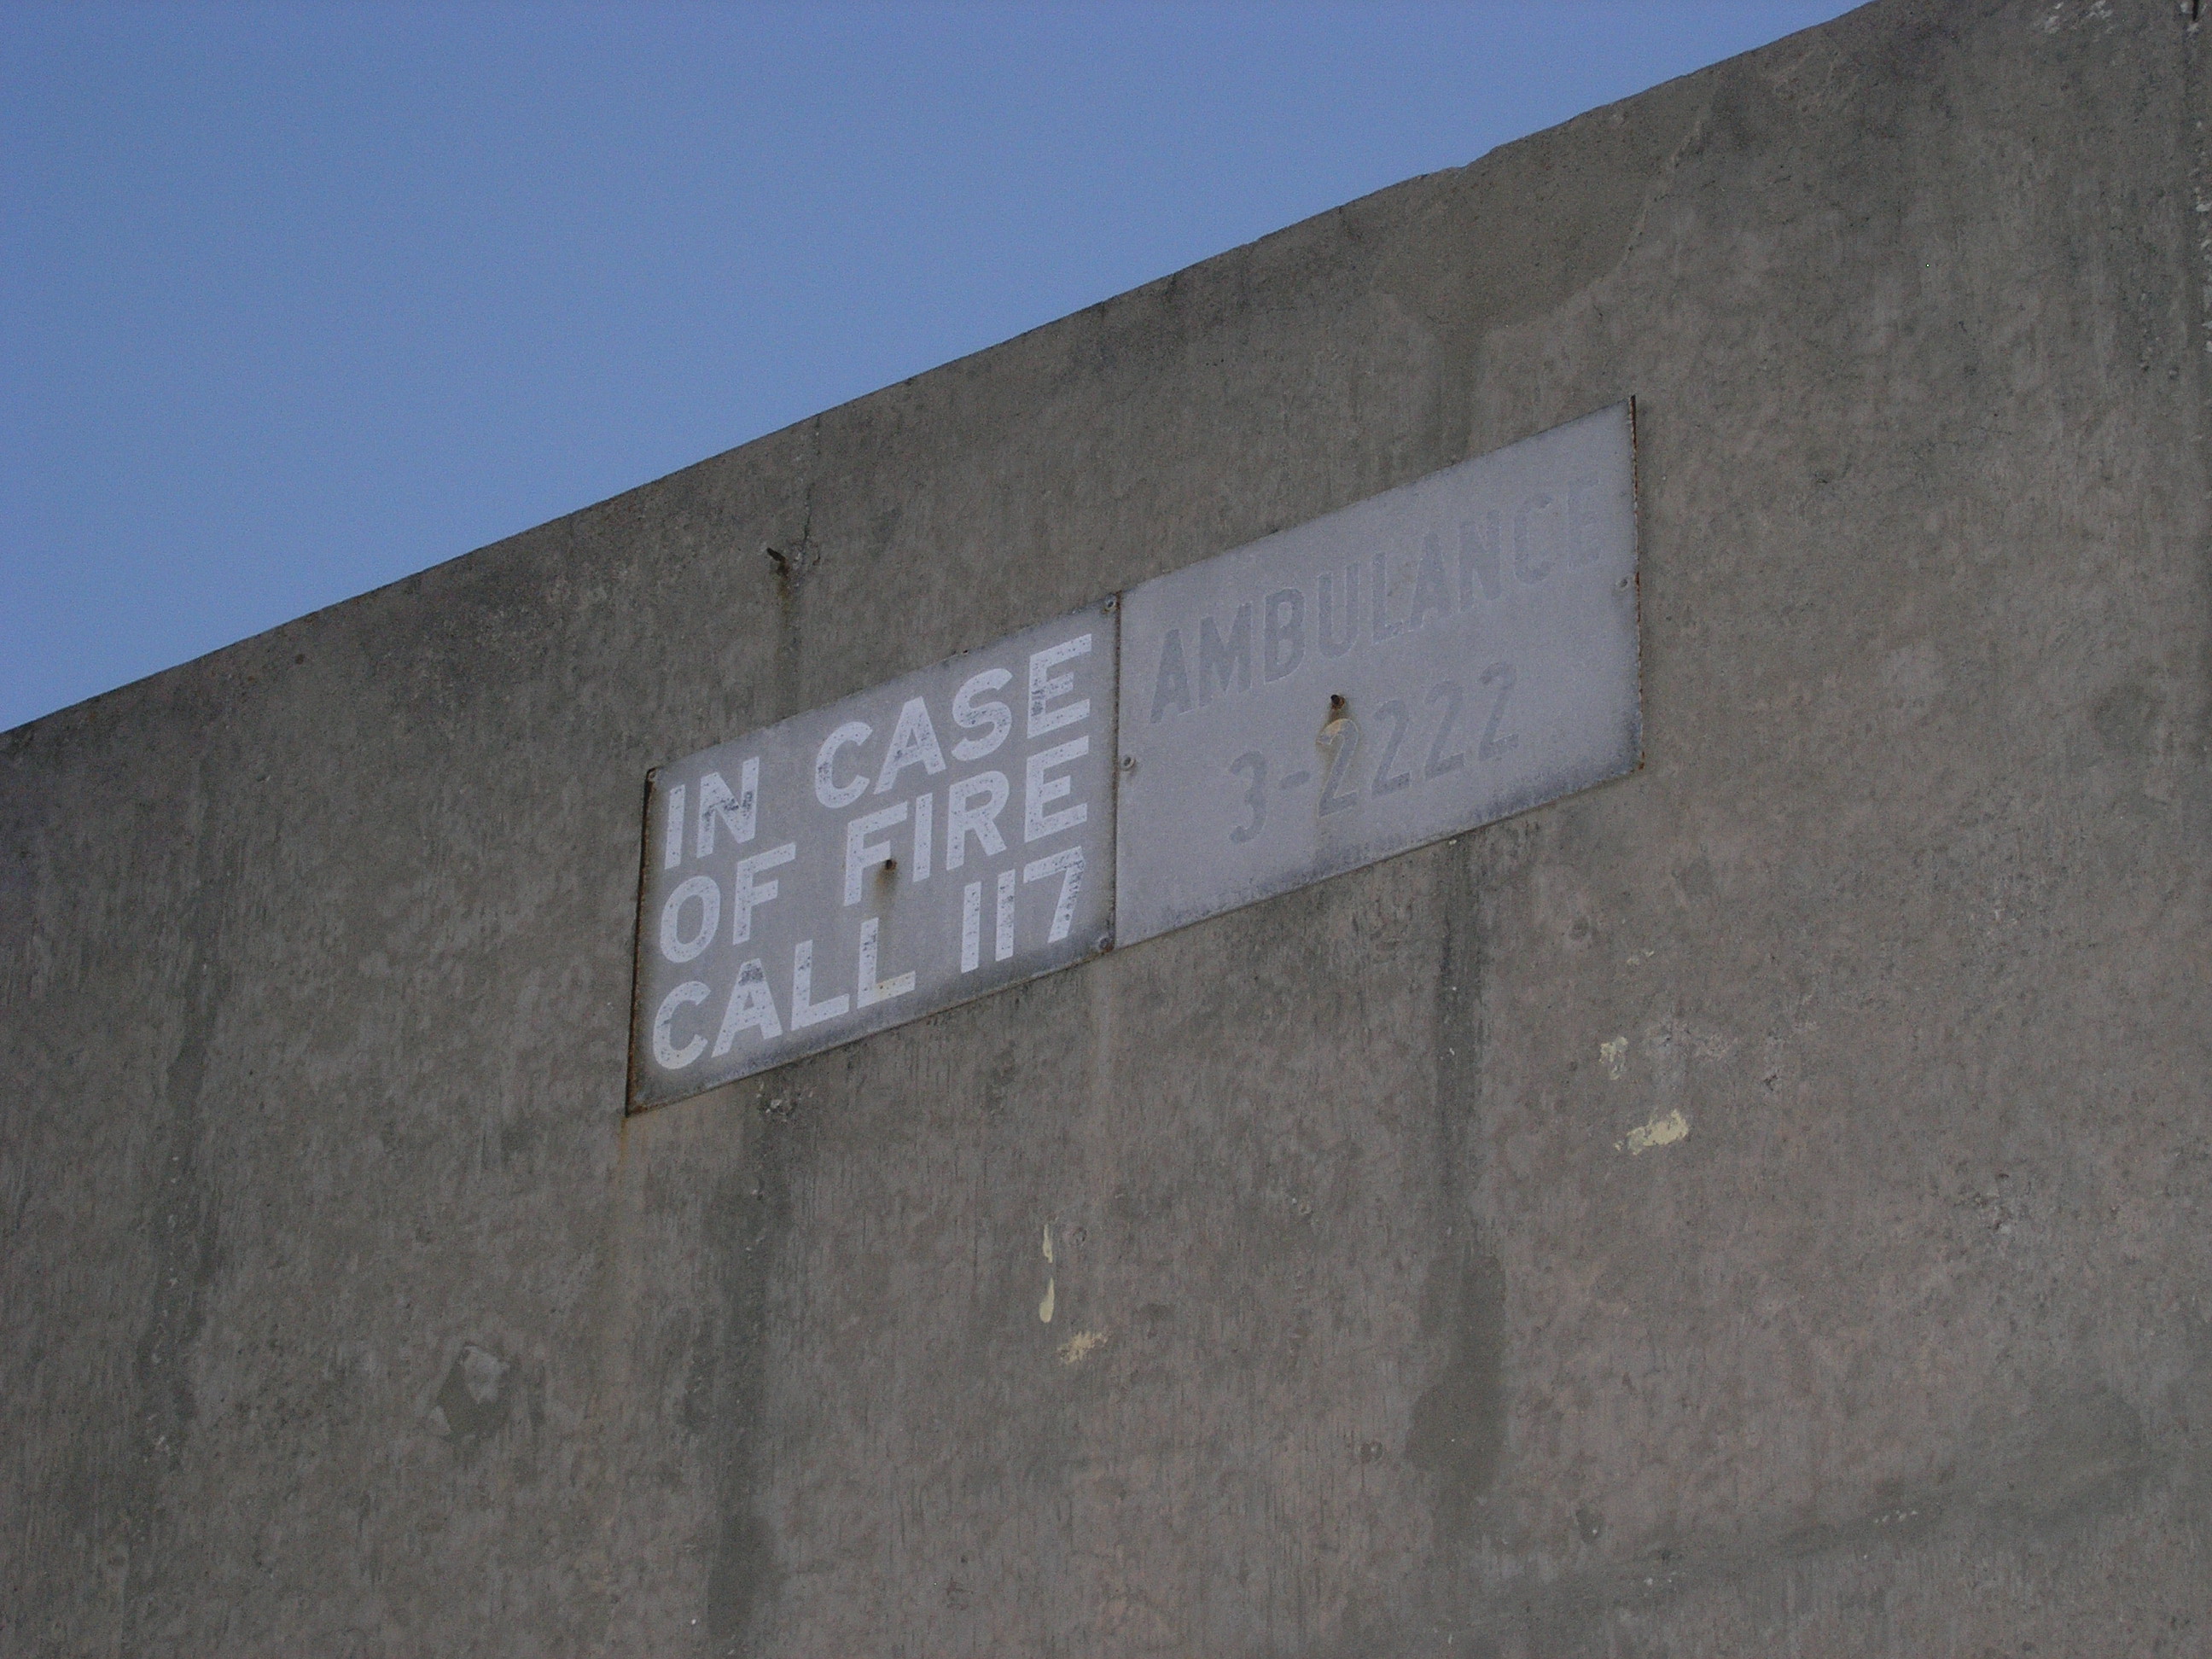 IN CASE
OF FIRE
CALL 117
AMBULANCE
3-2222